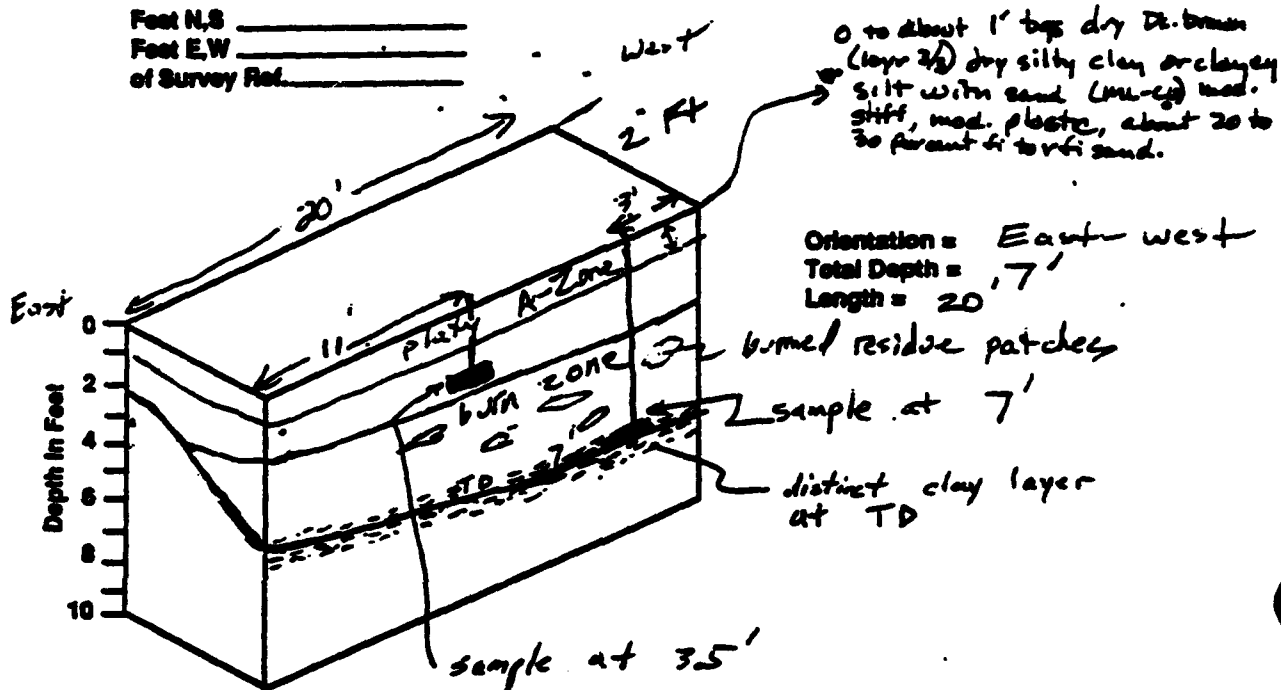 Feet N,S
Feet E,W
of Survey Ref.
West
2 Ft
0 to about 1' bgs dry Dk. brown
(10yr 3/3) dry silty clay or clayey
silt with sand (ML-CL) mod.
stiff, mod. plastic, about 20 to
30 percent fi to vfi sand.
Orientation = East-west
Total Depth = 7'
Length = 20'
20'
3'
East
0
2
4
6
8
10
Depth in Feet
11
platy
A-Zone
burn zone
burned residue patches
sample at 7'
TD 7'
distinct clay layer
at TD
sample at 3.5'